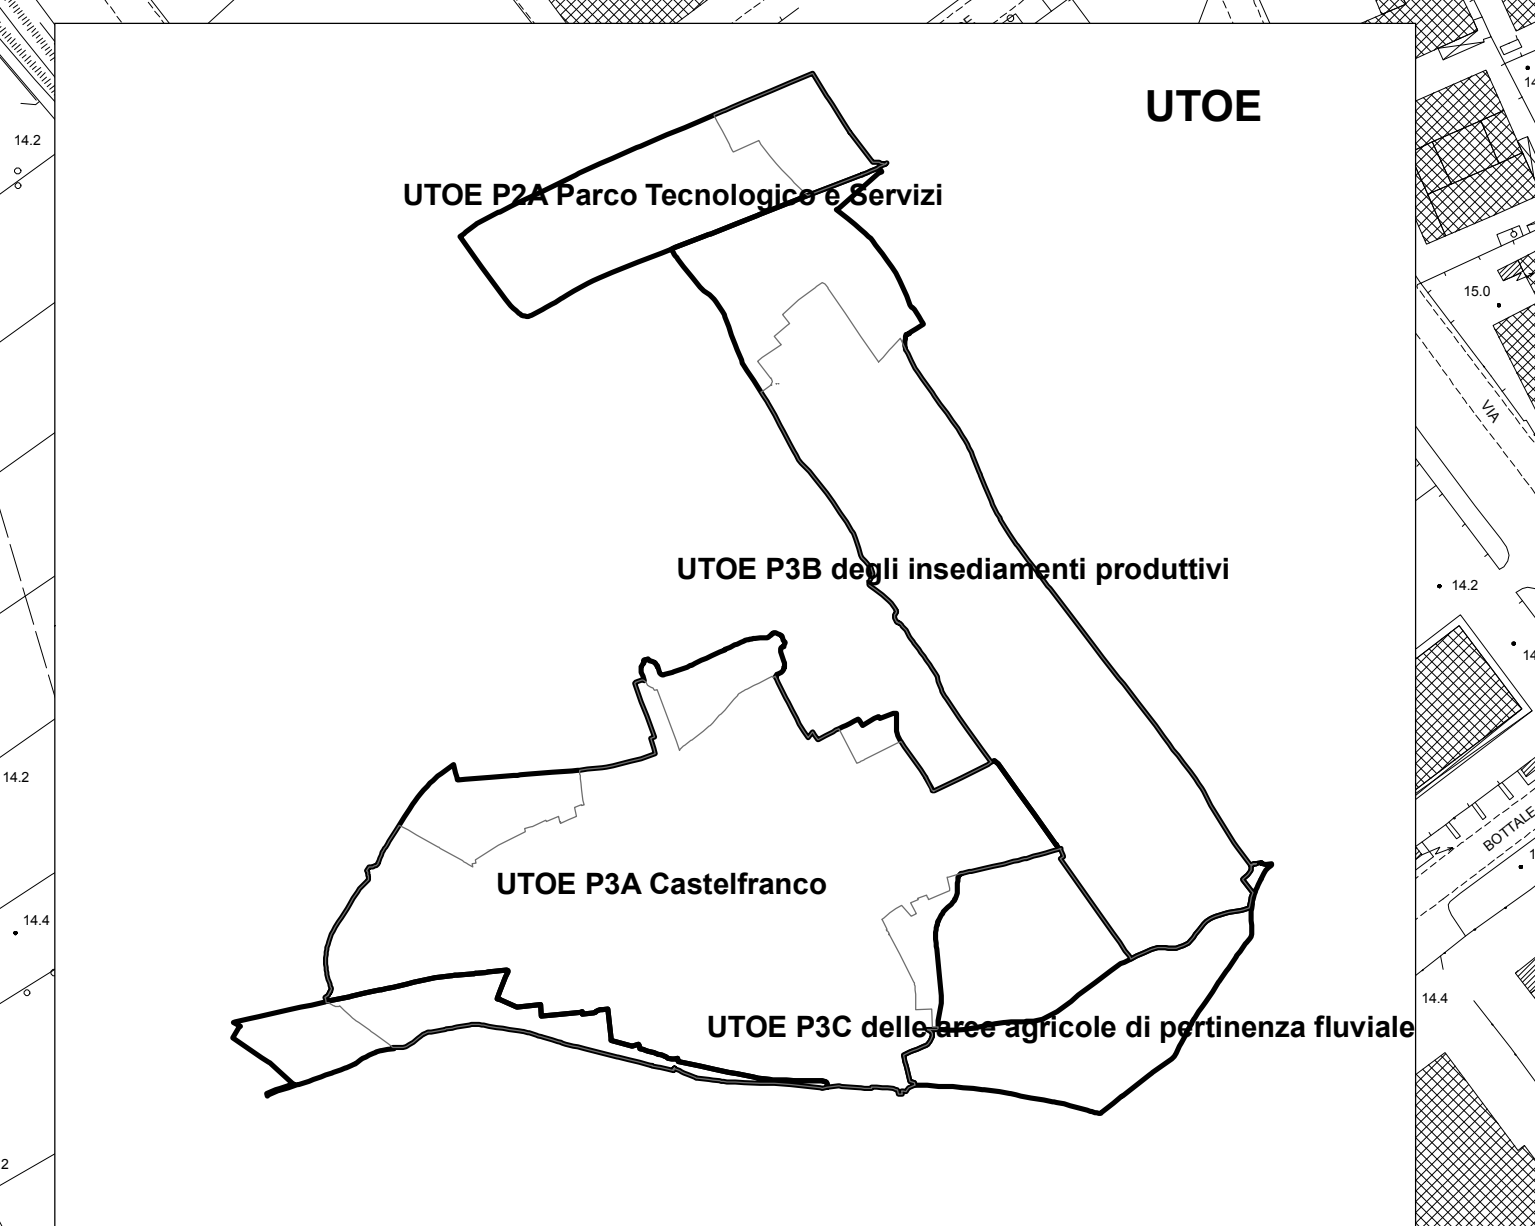 UTOE
14.2
UTOE P2A Parco Tecnologico e Servizi
15.0
VIA
UTOE P3B degli insediamenti produttivi
14.2
14.2
BOTTALE
UTOE P3A Castelfranco
14.4
14.4
UTOE P3C delle aree agricole di pertinenza fluviale